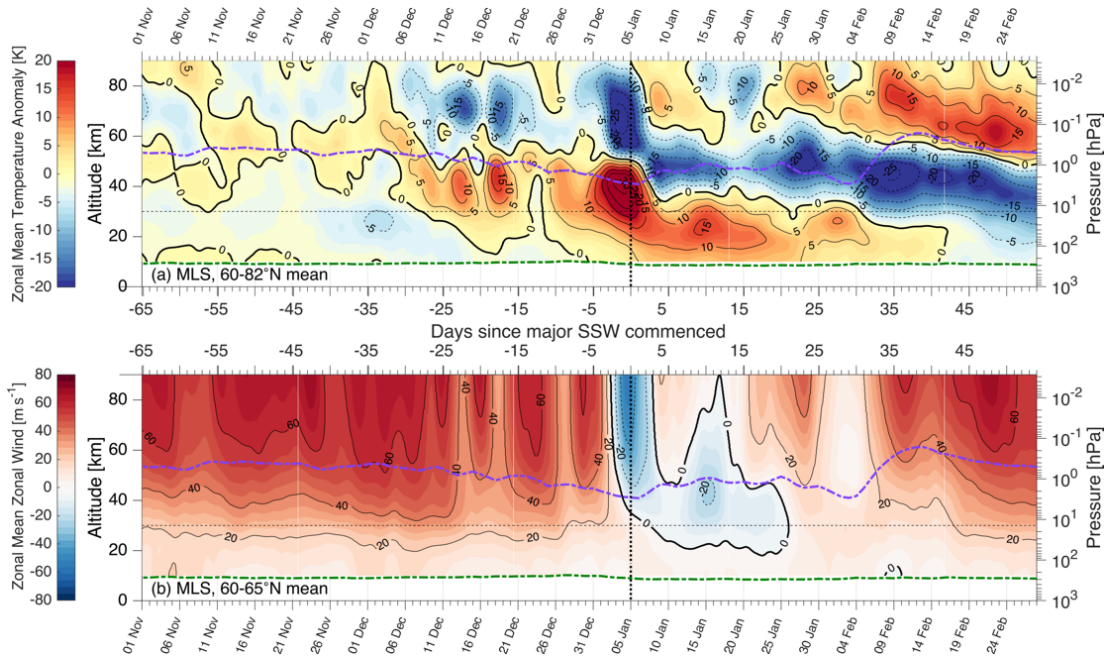 01 Nov 06 Nov 11 Nov 16 Nov 21 Nov 26 Nov 01 Dec 06 Dec 11 Dec 16 Dec 21 Dec 26 Dec 31 Dec 05 Jan 10 Jan 15 Jan 20 Jan 25 Jan 30 Jan 04 Feb 09 Feb 14 Feb 19 Feb 24 Feb
Zonal Mean Temperature Anomaly [K]
20 15 10 5 0 -5 -10 -15 -20
Altitude [km]
80 60 40 20 0
Pressure [hPa]
10⁻² 10⁻¹ 10⁰ 10¹ 10² 10³
(a) MLS, 60-82°N mean
-65 -55 -45 -35 -25 -15 -5 5 15 25 35 45
Days since major SSW commenced
-65 -55 -45 -35 -25 -15 -5 5 15 25 35 45
Zonal Mean Zonal Wind [m s⁻¹]
80 60 40 20 0 -20 -40 -60 -80
Altitude [km]
80 60 40 20 0
Pressure [hPa]
10⁻² 10⁻¹ 10⁰ 10¹ 10² 10³
(b) MLS, 60-65°N mean
01 Nov 06 Nov 11 Nov 16 Nov 21 Nov 26 Nov 01 Dec 06 Dec 11 Dec 16 Dec 21 Dec 26 Dec 31 Dec 05 Jan 10 Jan 15 Jan 20 Jan 25 Jan 30 Jan 04 Feb 09 Feb 14 Feb 19 Feb 24 Feb